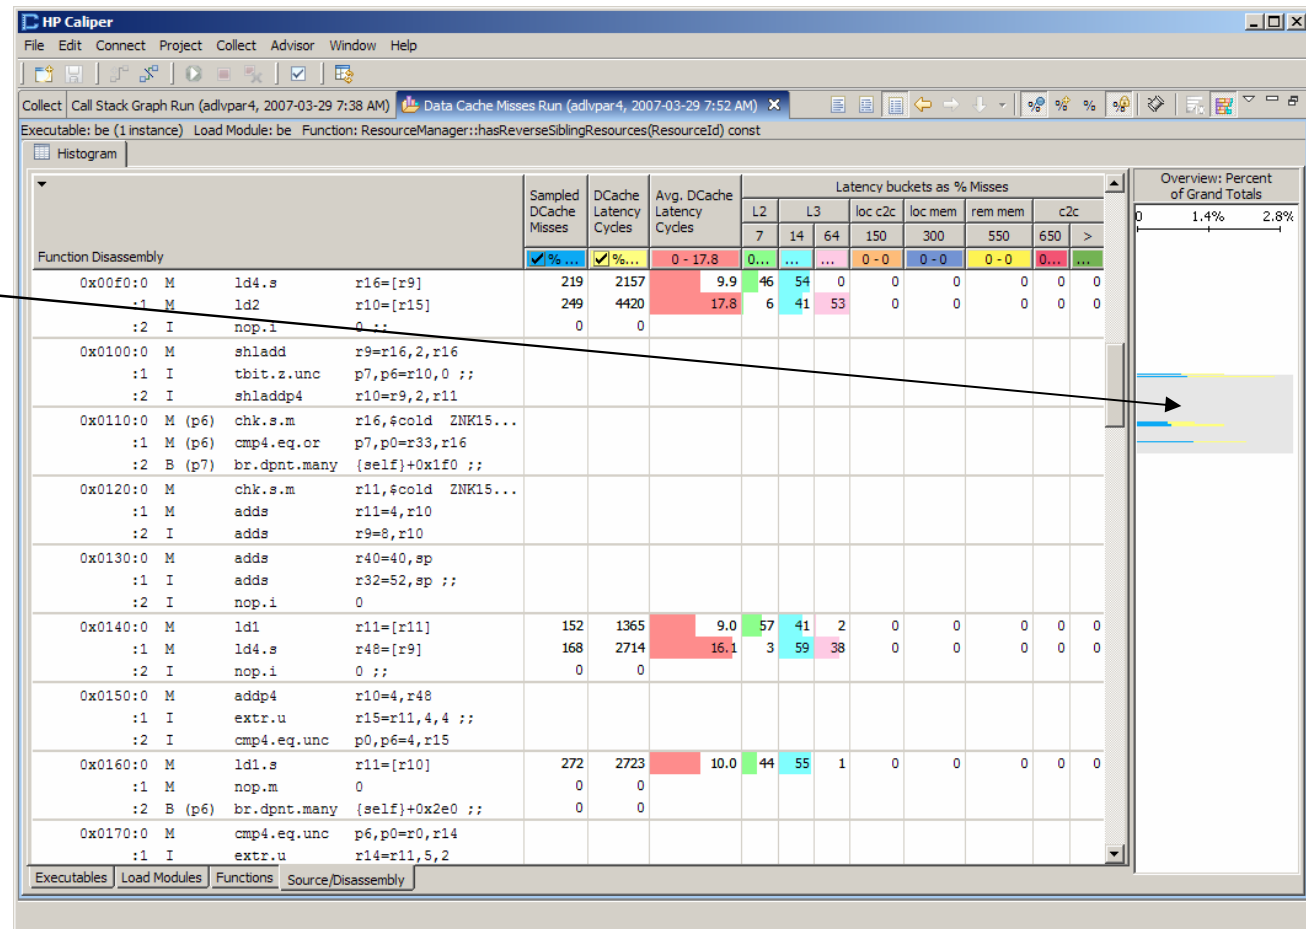 HP Caliper
File Edit Connect Project Collect Advisor Window Help
Collect Call Stack Graph Run (adlvpar4, 2007-03-29 7:38 AM) Data Cache Misses Run (adlvpar4, 2007-03-29 7:52 AM)
Executable: be (1 instance) Load Module: be Function: ResourceManager::hasReverseSiblingResources(ResourceId) const
Histogram
Function Disassembly
Sampled DCache Misses
DCache Latency Cycles
Avg. DCache Latency Cycles
Latency buckets as % Misses
L2 L3 loc c2c loc mem rem mem c2c
7 14 64 150 300 550 650 >
% ... %... 0 - 17.8 0... ... ... 0 - 0 0 - 0 0 - 0 0... ...
0x00f0:0 M ld4.s r16=[r9] 219 2157 9.9 46 54 0 0 0 0 0 0
:1 M ld2 r10=[r15] 249 4420 17.8 6 41 53 0 0 0 0 0
:2 I nop.i 0 ;; 0 0
0x0100:0 M shladd r9=r16,2,r16
:1 I tbit.z.unc p7,p6=r10,0 ;;
:2 I shladdp4 r10=r9,2,r11
0x0110:0 M (p6) chk.s.m r16,$cold ZNK15...
:1 M (p6) cmp4.eq.or p7,p0=r33,r16
:2 B (p7) br.dpnt.many {self}+0x1f0 ;;
0x0120:0 M chk.s.m r11,$cold ZNK15...
:1 M adds r11=4,r10
:2 I adds r9=8,r10
0x0130:0 M adds r40=40,sp
:1 I adds r32=52,sp ;;
:2 I nop.i 0
0x0140:0 M ld1 r11=[r11] 152 1365 9.0 57 41 2 0 0 0 0 0
:1 M ld4.s r48=[r9] 168 2714 16.1 3 59 38 0 0 0 0 0
:2 I nop.i 0 ;; 0 0
0x0150:0 M addp4 r10=4,r48
:1 I extr.u r15=r11,4,4 ;;
:2 I cmp4.eq.unc p0,p6=4,r15
0x0160:0 M ld1.s r11=[r10] 272 2723 10.0 44 55 1 0 0 0 0 0
:1 M nop.m 0 0 0
:2 B (p6) br.dpnt.many {self}+0x2e0 ;; 0 0
0x0170:0 M cmp4.eq.unc p6,p0=r0,r14
:1 I extr.u r14=r11,5,2
Executables Load Modules Functions Source/Disassembly
Overview: Percent
of Grand Totals
0 1.4% 2.8%